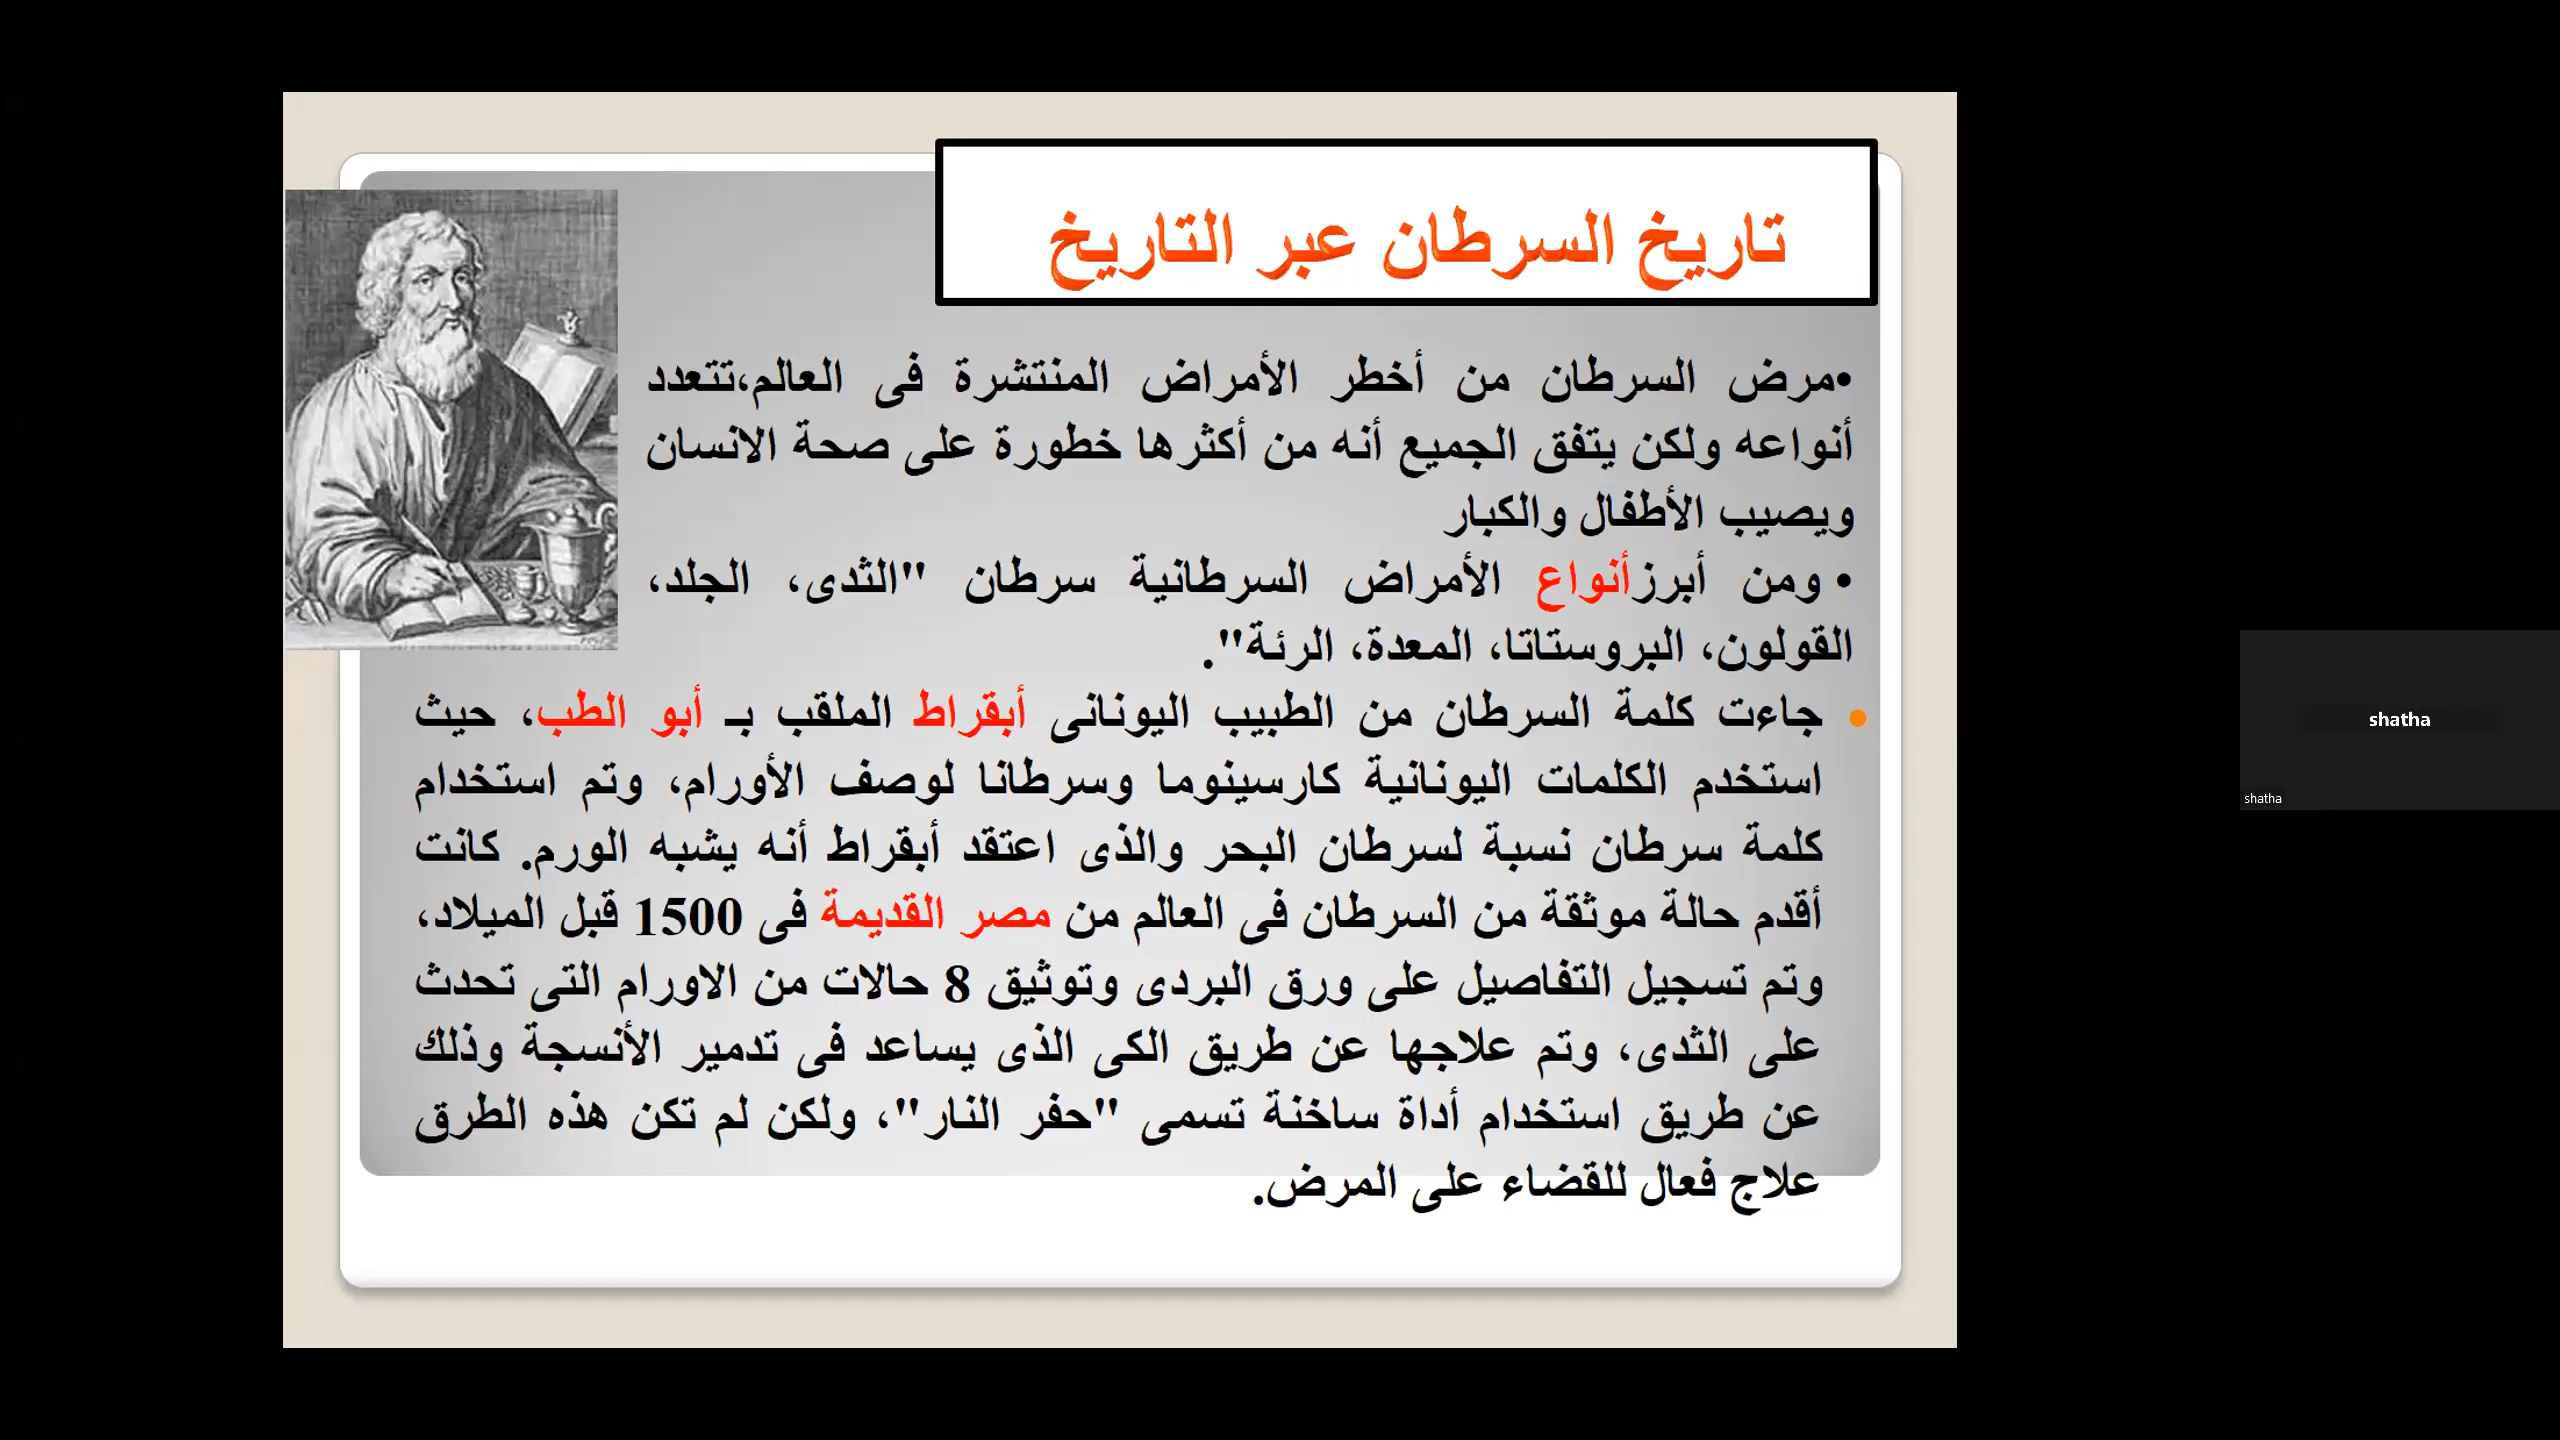 تاريخ السرطان عبر التاريخ
•مرض السرطان من أخطر الأمراض المنتشرة فى العالم،تتعدد
أنواعه ولكن يتفق الجميع أنه من أكثرها خطورة على صحة الانسان
ويصيب الأطفال والكبار
• ومن أبرزأنواع الأمراض السرطانية سرطان "الثدى، الجلد،
القولون، البروستاتا، المعدة، الرئة".
• جاءت كلمة السرطان من الطبيب اليونانى أبقراط الملقب بـ أبو الطب، حيث
استخدم الكلمات اليونانية كارسينوما وسرطانا لوصف الأورام، وتم استخدام
كلمة سرطان نسبة لسرطان البحر والذى اعتقد أبقراط أنه يشبه الورم. كانت
أقدم حالة موثقة من السرطان فى العالم من مصر القديمة فى 1500 قبل الميلاد،
وتم تسجيل التفاصيل على ورق البردى وتوثيق 8 حالات من الاورام التى تحدث
على الثدى، وتم علاجها عن طريق الكى الذى يساعد فى تدمير الأنسجة وذلك
عن طريق استخدام أداة ساخنة تسمى "حفر النار"، ولكن لم تكن هذه الطرق
علاج فعال للقضاء على المرض.
shatha
shatha